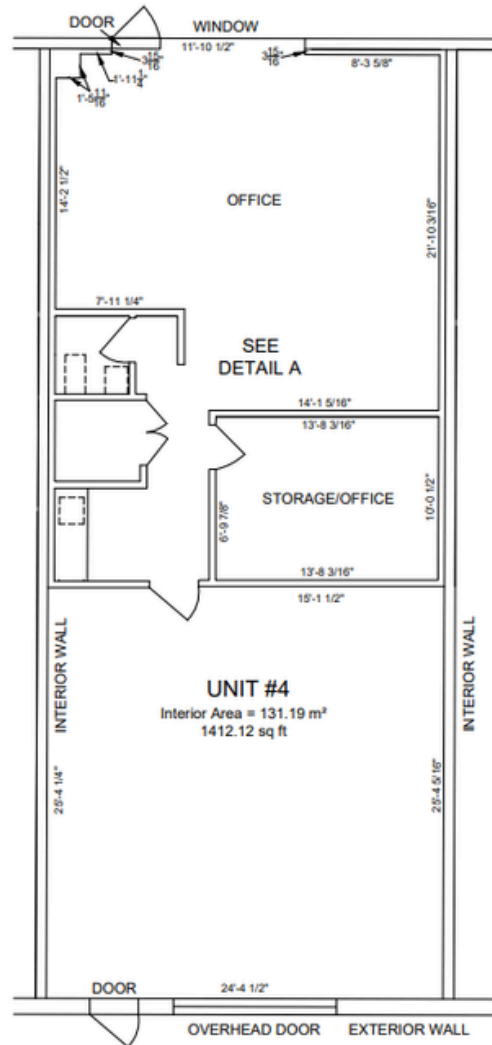 DOOR
WINDOW
11'-10 1/2"
3 15/16"
3 15/16"
8'-3 5/8"
1'-11 1/4"
1'-5 11/16"
14'-2 1/2"
OFFICE
21'-10 3/16"
7'-11 1/4"
SEE
DETAIL A
14'-1 5/16"
13'-8 3/16"
STORAGE/OFFICE
6'-9 7/8"
10'-0 1/2"
13'-8 3/16"
15'-1 1/2"
INTERIOR WALL
INTERIOR WALL
UNIT #4
Interior Area = 131.19 m²
1412.12 sq ft
25'-4 1/4"
25'-4 5/16"
DOOR
24'-4 1/2"
OVERHEAD DOOR
EXTERIOR WALL